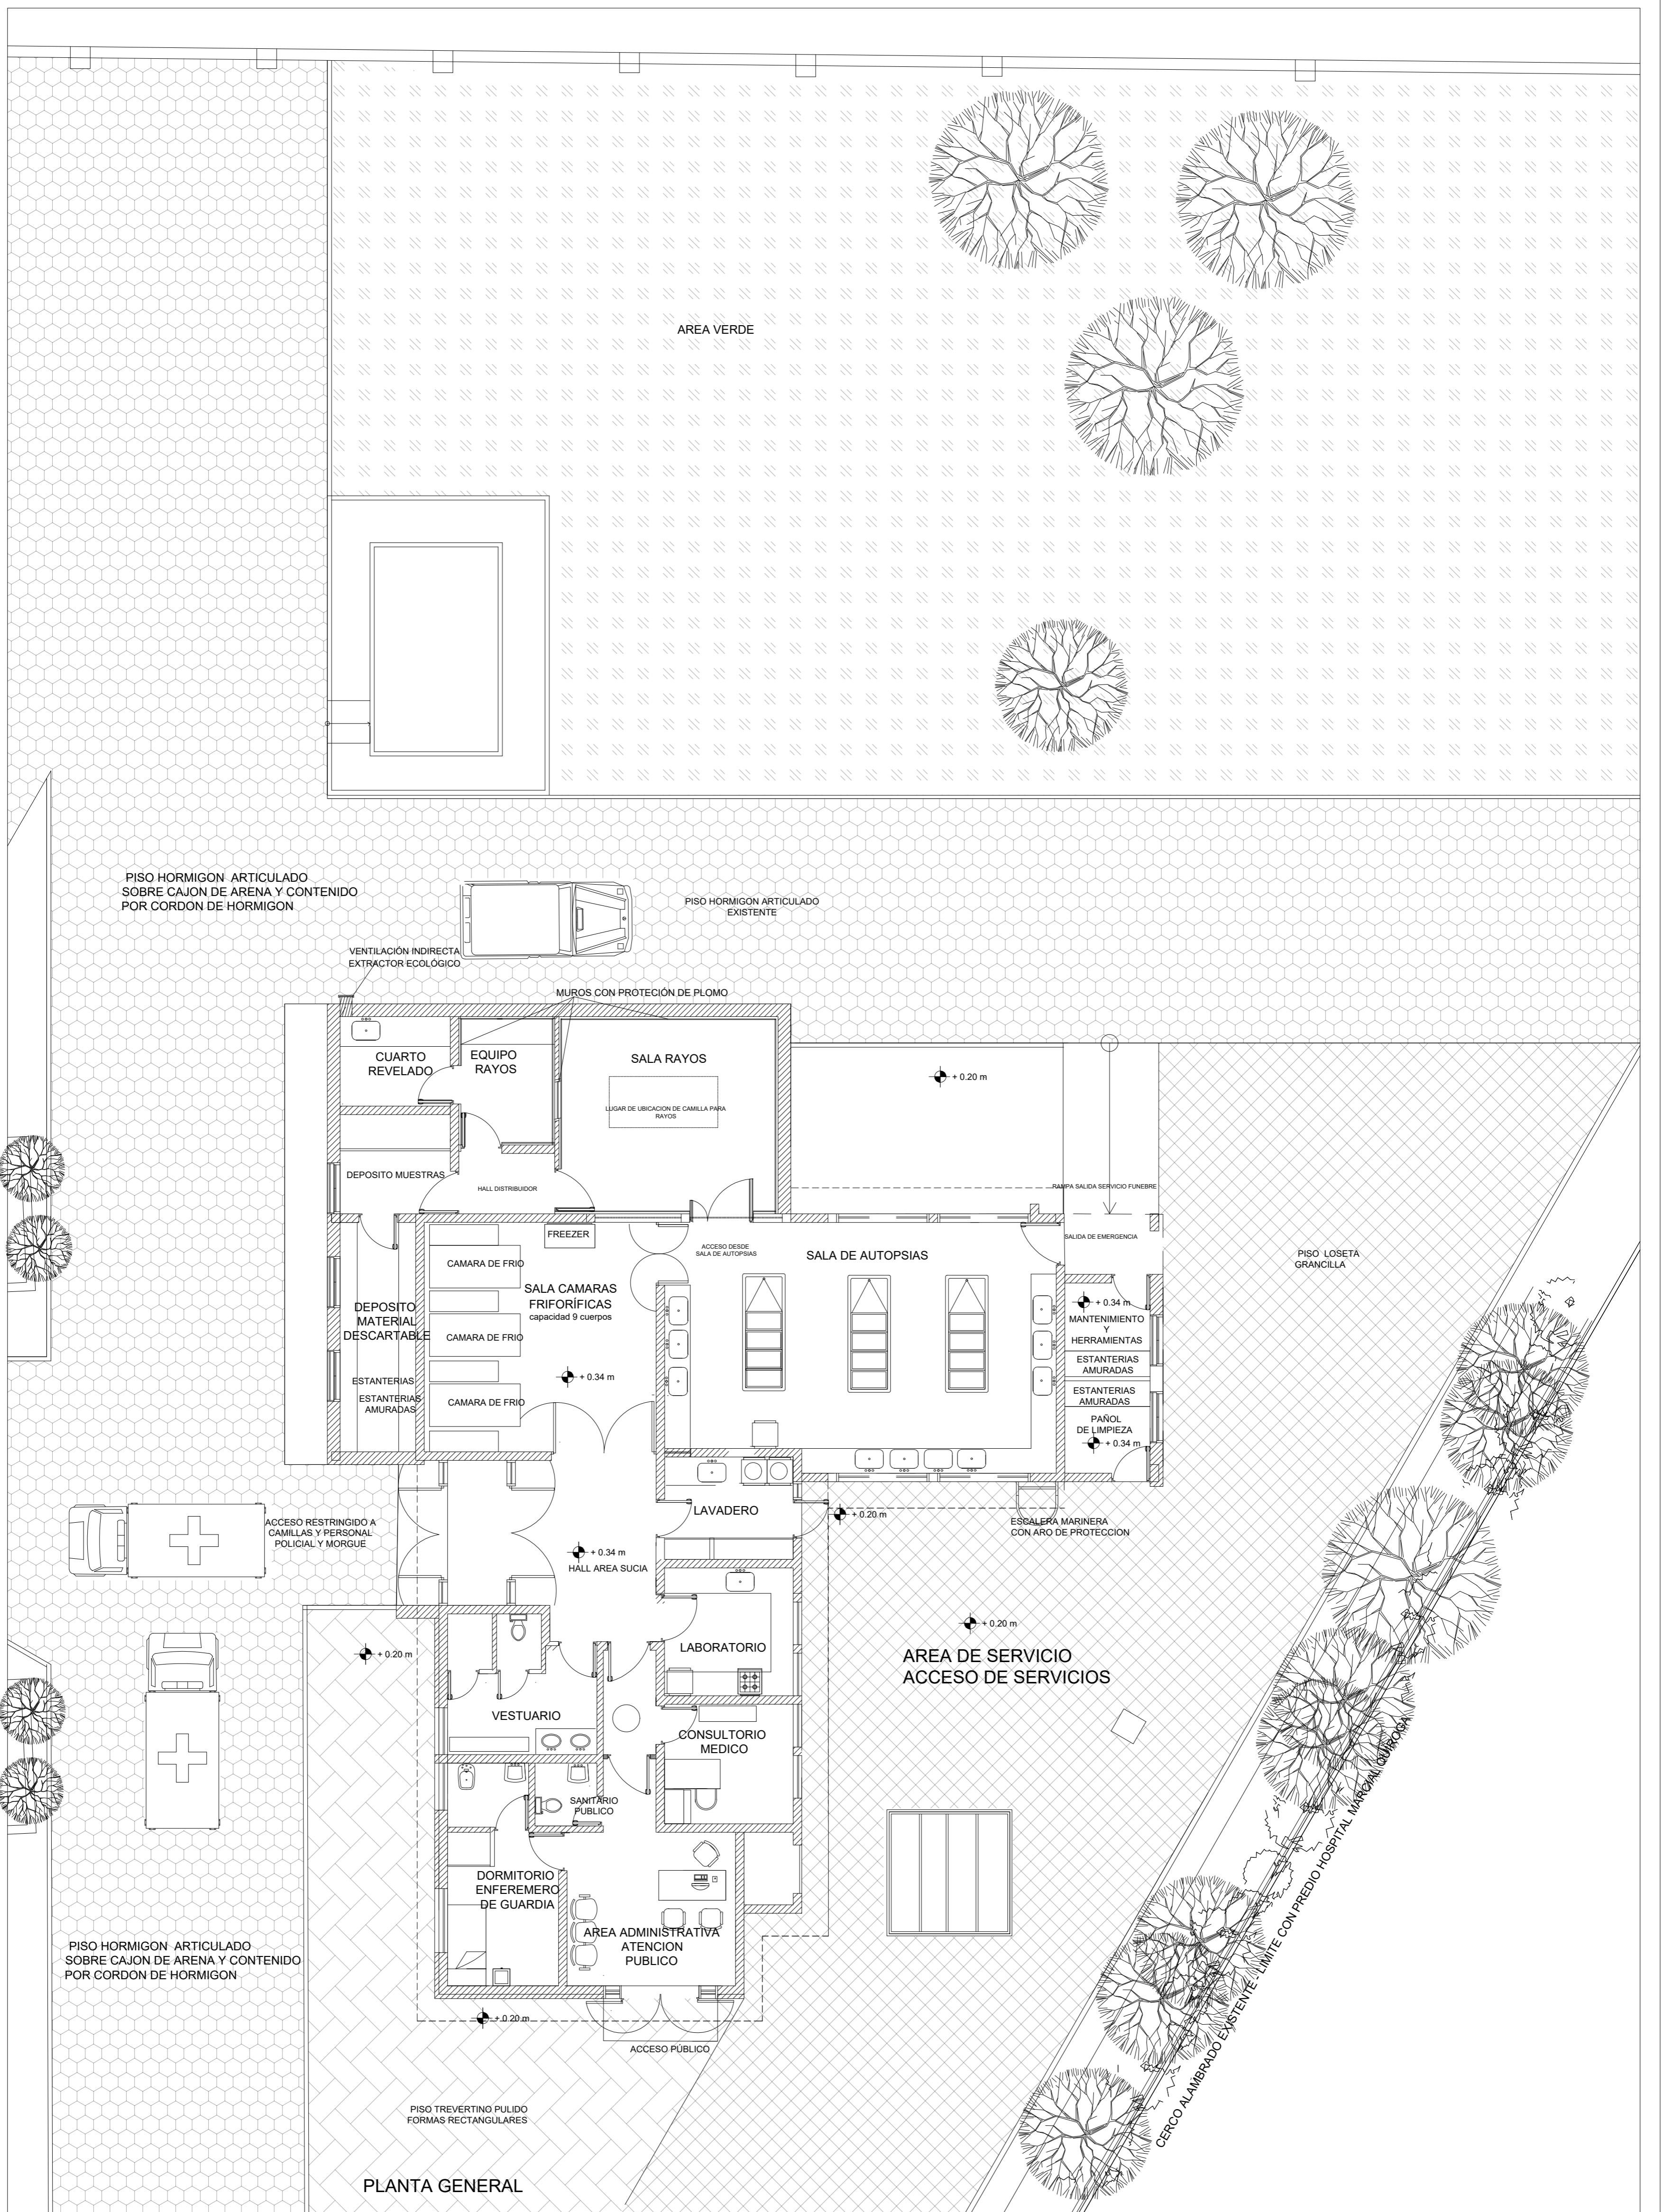 AREA VERDE
PISO HORMIGON ARTICULADO
SOBRE CAJON DE ARENA Y CONTENIDO
POR CORDON DE HORMIGON
PISO HORMIGON ARTICULADO
EXISTENTE
VENTILACIÓN INDIRECTA
EXTRACTOR ECOLÓGICO
MUROS CON PROTECIÓN DE PLOMO
CUARTO
REVELADO
EQUIPO
RAYOS
SALA RAYOS
LUGAR DE UBICACION DE CAMILLA PARA
RAYOS
+ 0.20 m
DEPOSITO MUESTRAS
HALL DISTRIBUIDOR
RAMPA SALIDA SERVICIO FUNEBRE
FREEZER
ACCESO DESDE
SALA DE AUTOPSIAS
SALA DE AUTOPSIAS
SALIDA DE EMERGENCIA
PISO LOSETA
GRANCILLA
CAMARA DE FRIO
SALA CAMARAS
FRIFORÍFICAS
capacidad 9 cuerpos
DEPOSITO
MATERIAL
DESCARTABLE
CAMARA DE FRIO
+ 0.34 m
MANTENIMIENTO
Y
HERRAMIENTAS
ESTANTERIAS
AMURADAS
ESTANTERIAS
AMURADAS
+ 0.34 m
ESTANTERIAS
ESTANTERIAS
AMURADAS
CAMARA DE FRIO
PAÑOL
DE LIMPIEZA
+ 0.34 m
ACCESO RESTRINGIDO A
CAMILLAS Y PERSONAL
POLICIAL Y MORGUE
LAVADERO
+ 0.20 m
ESCALERA MARINERA
CON ARO DE PROTECCION
+ 0.34 m
HALL AREA SUCIA
+ 0.20 m
LABORATORIO
+ 0.20 m
AREA DE SERVICIO
ACCESO DE SERVICIOS
VESTUARIO
CONSULTORIO
MEDICO
SANITARIO
PUBLICO
DORMITORIO
ENFEREMERO
DE GUARDIA
AREA ADMINISTRATIVA
ATENCION
PUBLICO
PISO HORMIGON ARTICULADO
SOBRE CAJON DE ARENA Y CONTENIDO
POR CORDON DE HORMIGON
+ 0.20 m
ACCESO PÚBLICO
CERCO ALAMBRADO EXISTENTE - LIMITE CON PREDIO HOSPITAL MARCIAL QUIROGA
PISO TREVERTINO PULIDO
FORMAS RECTANGULARES
PLANTA GENERAL